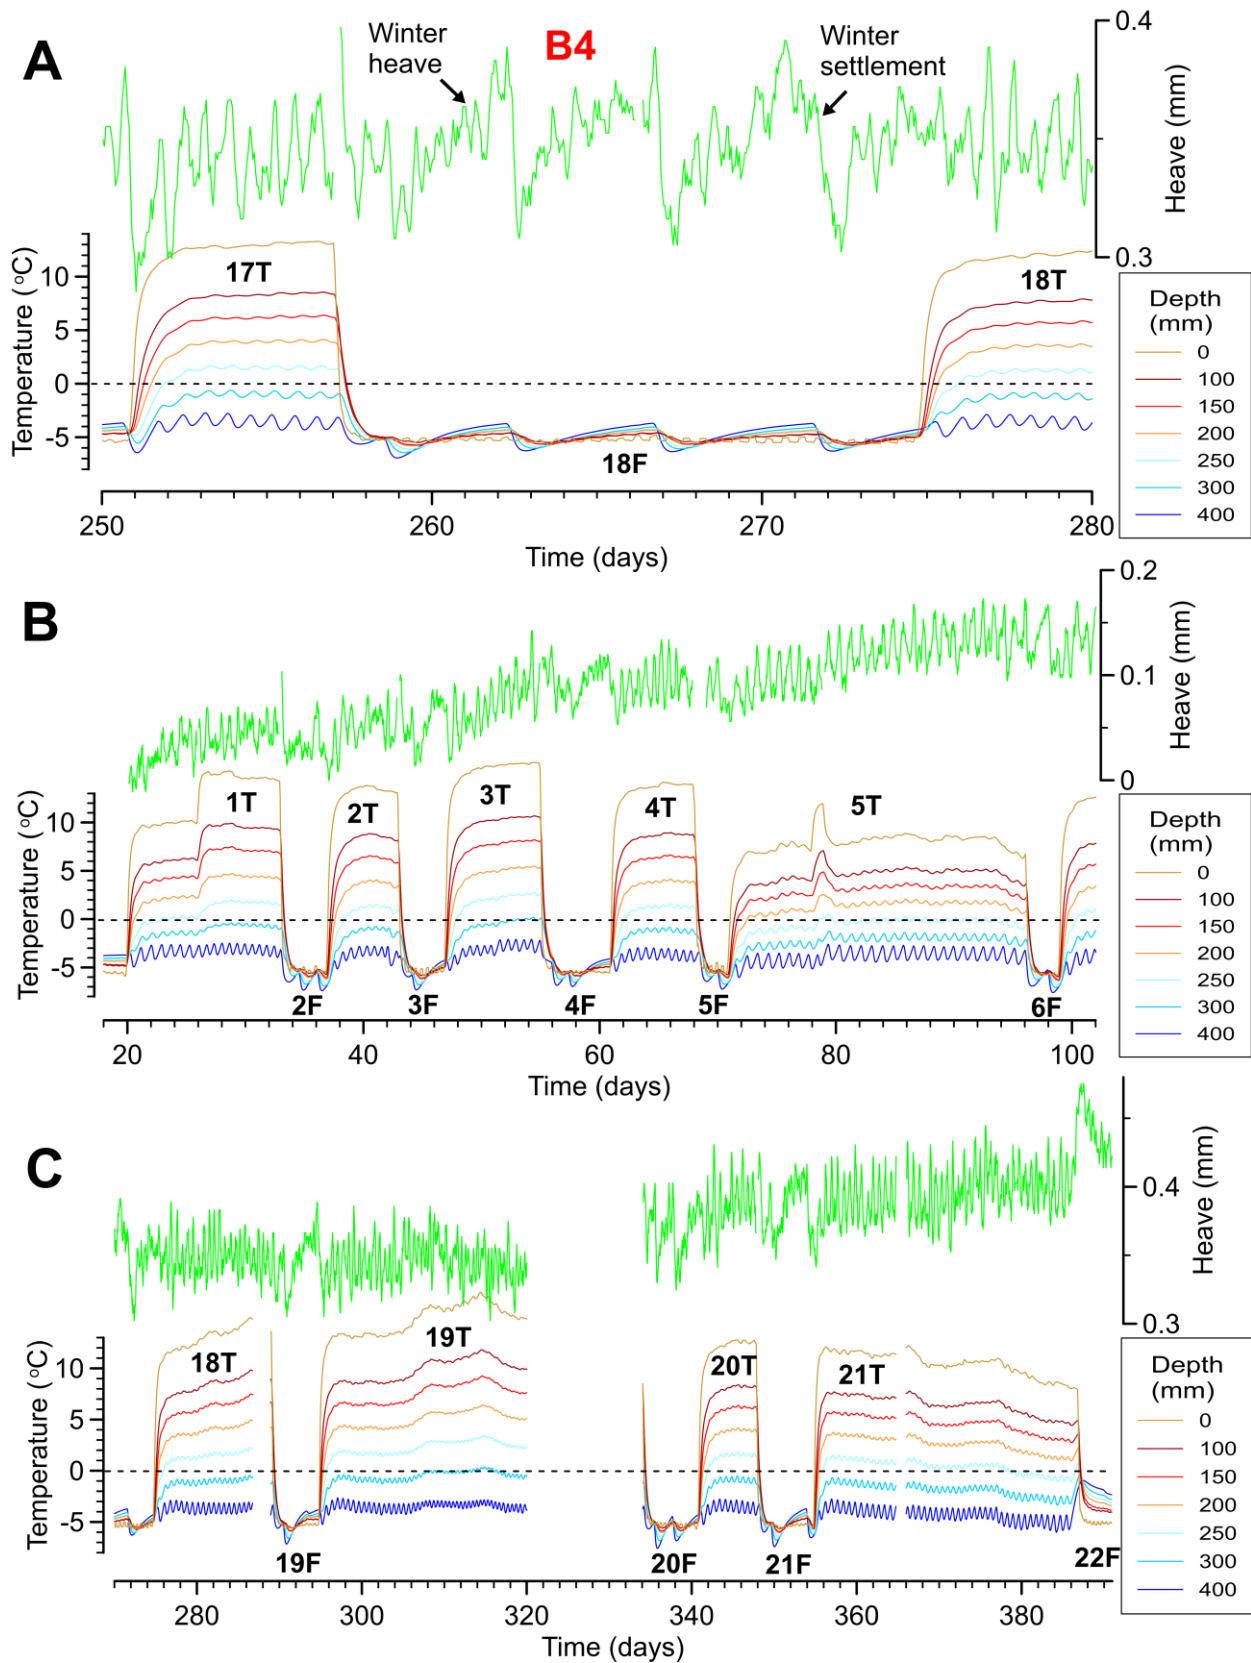 A
B4
Winter
heave
Winter
settlement
0.4
0.3
Heave (mm)
Temperature (°C)
10
5
0
-5
17T
18T
18F
250
260
270
280
Time (days)
Depth
(mm)
0
100
150
200
250
300
400
B
0.2
0.1
0
Heave (mm)
Temperature (°C)
10
5
0
-5
1T
2T
3T
4T
5T
2F
3F
4F
5F
6F
20
40
60
80
100
Time (days)
Depth
(mm)
0
100
150
200
250
300
400
C
0.4
0.3
Heave (mm)
Temperature (°C)
10
5
0
-5
18T
19T
20T
21T
19F
20F
21F
22F
280
300
320
340
360
380
Time (days)
Depth
(mm)
0
100
150
200
250
300
400